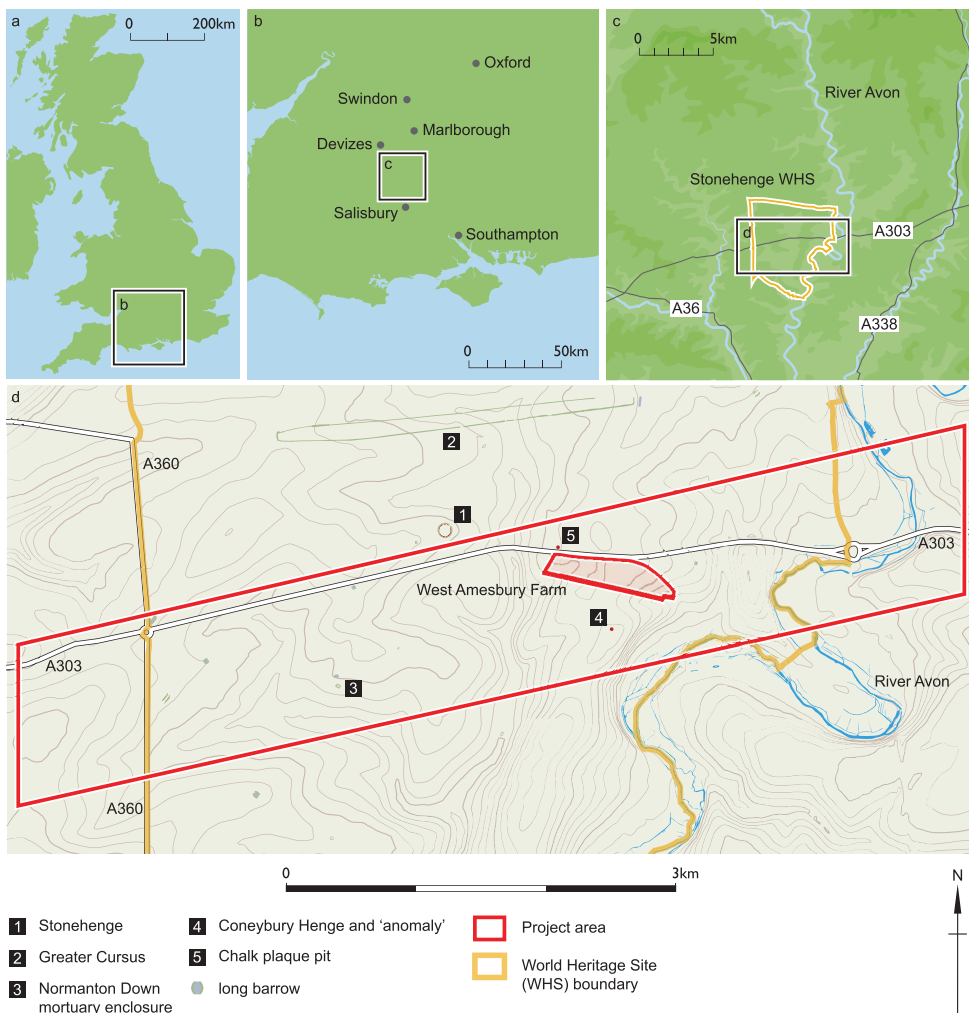 a
0 200km
b
b
Oxford
Swindon
Marlborough
Devizes
c
Salisbury
Southampton
0 50km
c
0 5km
River Avon
Stonehenge WHS
d
A303
A36
A338
d
2
A360
1
5
A303
West Amesbury Farm
4
A303
3
River Avon
A360
0 3km
N
1 Stonehenge
2 Greater Cursus
3 Normanton Down
mortuary enclosure
4 Coneybury Henge and ‘anomaly’
5 Chalk plaque pit
long barrow
Project area
World Heritage Site
(WHS) boundary